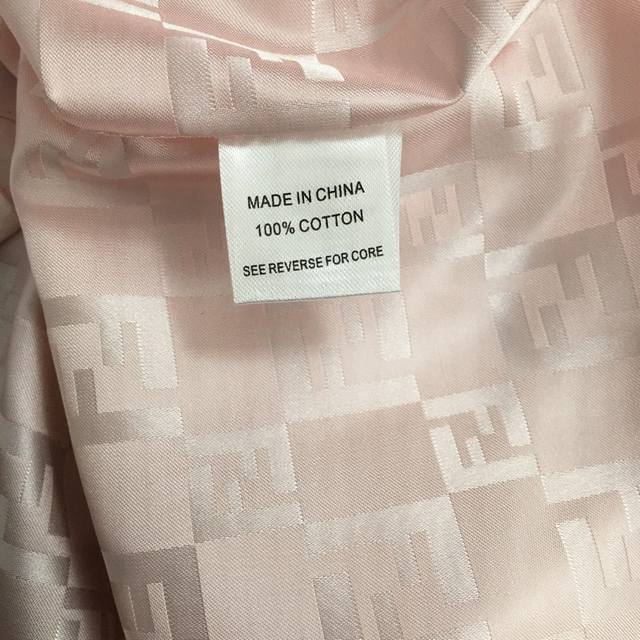 MADE IN CHINA
100% COTTON
SEE REVERSE FOR CORE